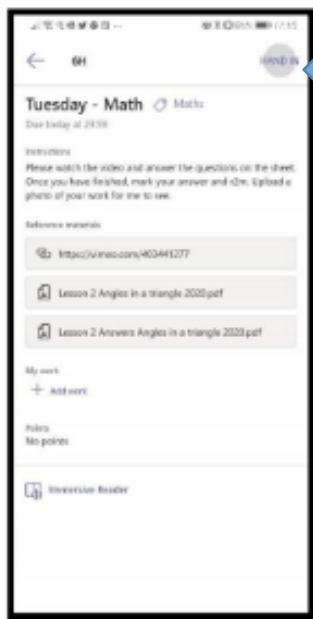 6H
HAND IN
Tuesday - Math
Maths
Due today at 23:59
Instructions
Please watch the video and answer the questions on the sheet.
Once you have finished, mark your answer and r2m. Upload a
photo of your work for me to see.
Reference materials
https://vimeo.com/403441277
Lesson 2 Angles in a triangle 2020.pdf
Lesson 2 Answers Angles in a triangle 2020.pdf
My work
Add work
Points
No points
Immersive Reader